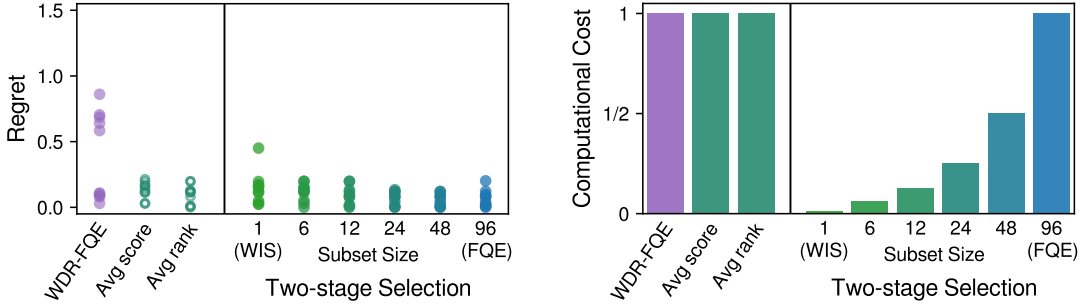 1.5
1.0
0.5
0.0
Regret
WDR-FQE
Avg score
Avg rank
1 6 12 24 48 96
(WIS) Subset Size (FQE)
Two-stage Selection
1
1/2
0
Computational Cost
WDR-FQE
Avg score
Avg rank
1 6 12 24 48 96
(WIS) Subset Size (FQE)
Two-stage Selection